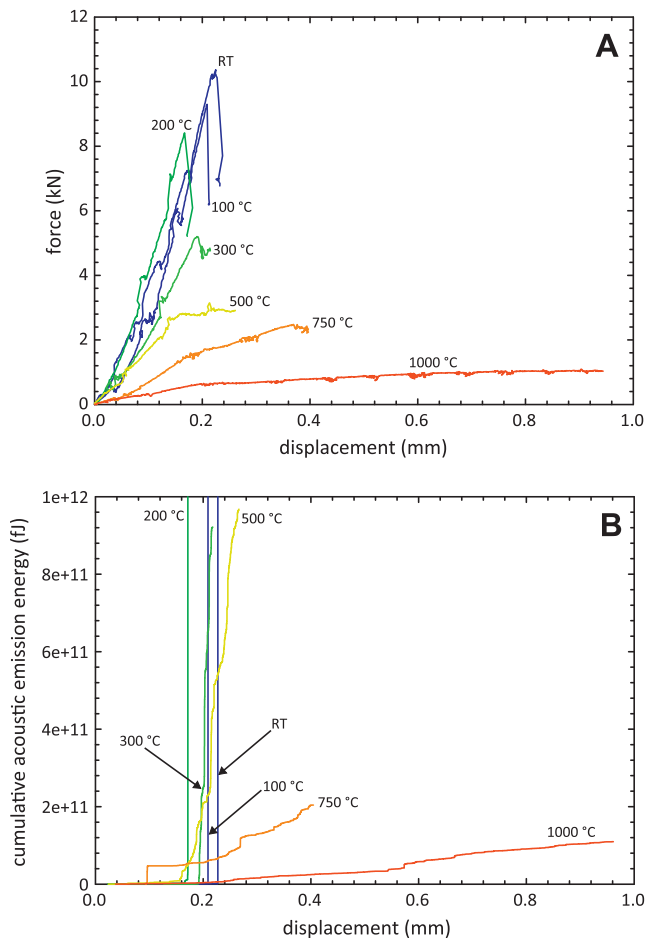 A
12
10
8
6
4
2
0
force (kN)
RT
200 °C
100 °C
300 °C
500 °C
750 °C
1000 °C
0.0 0.2 0.4 0.6 0.8 1.0
displacement (mm)
B
1e+12
8e+11
6e+11
4e+11
2e+11
0
cumulative acoustic emission energy (fJ)
200 °C
500 °C
300 °C
RT
100 °C
750 °C
1000 °C
0.0 0.2 0.4 0.6 0.8 1.0
displacement (mm)